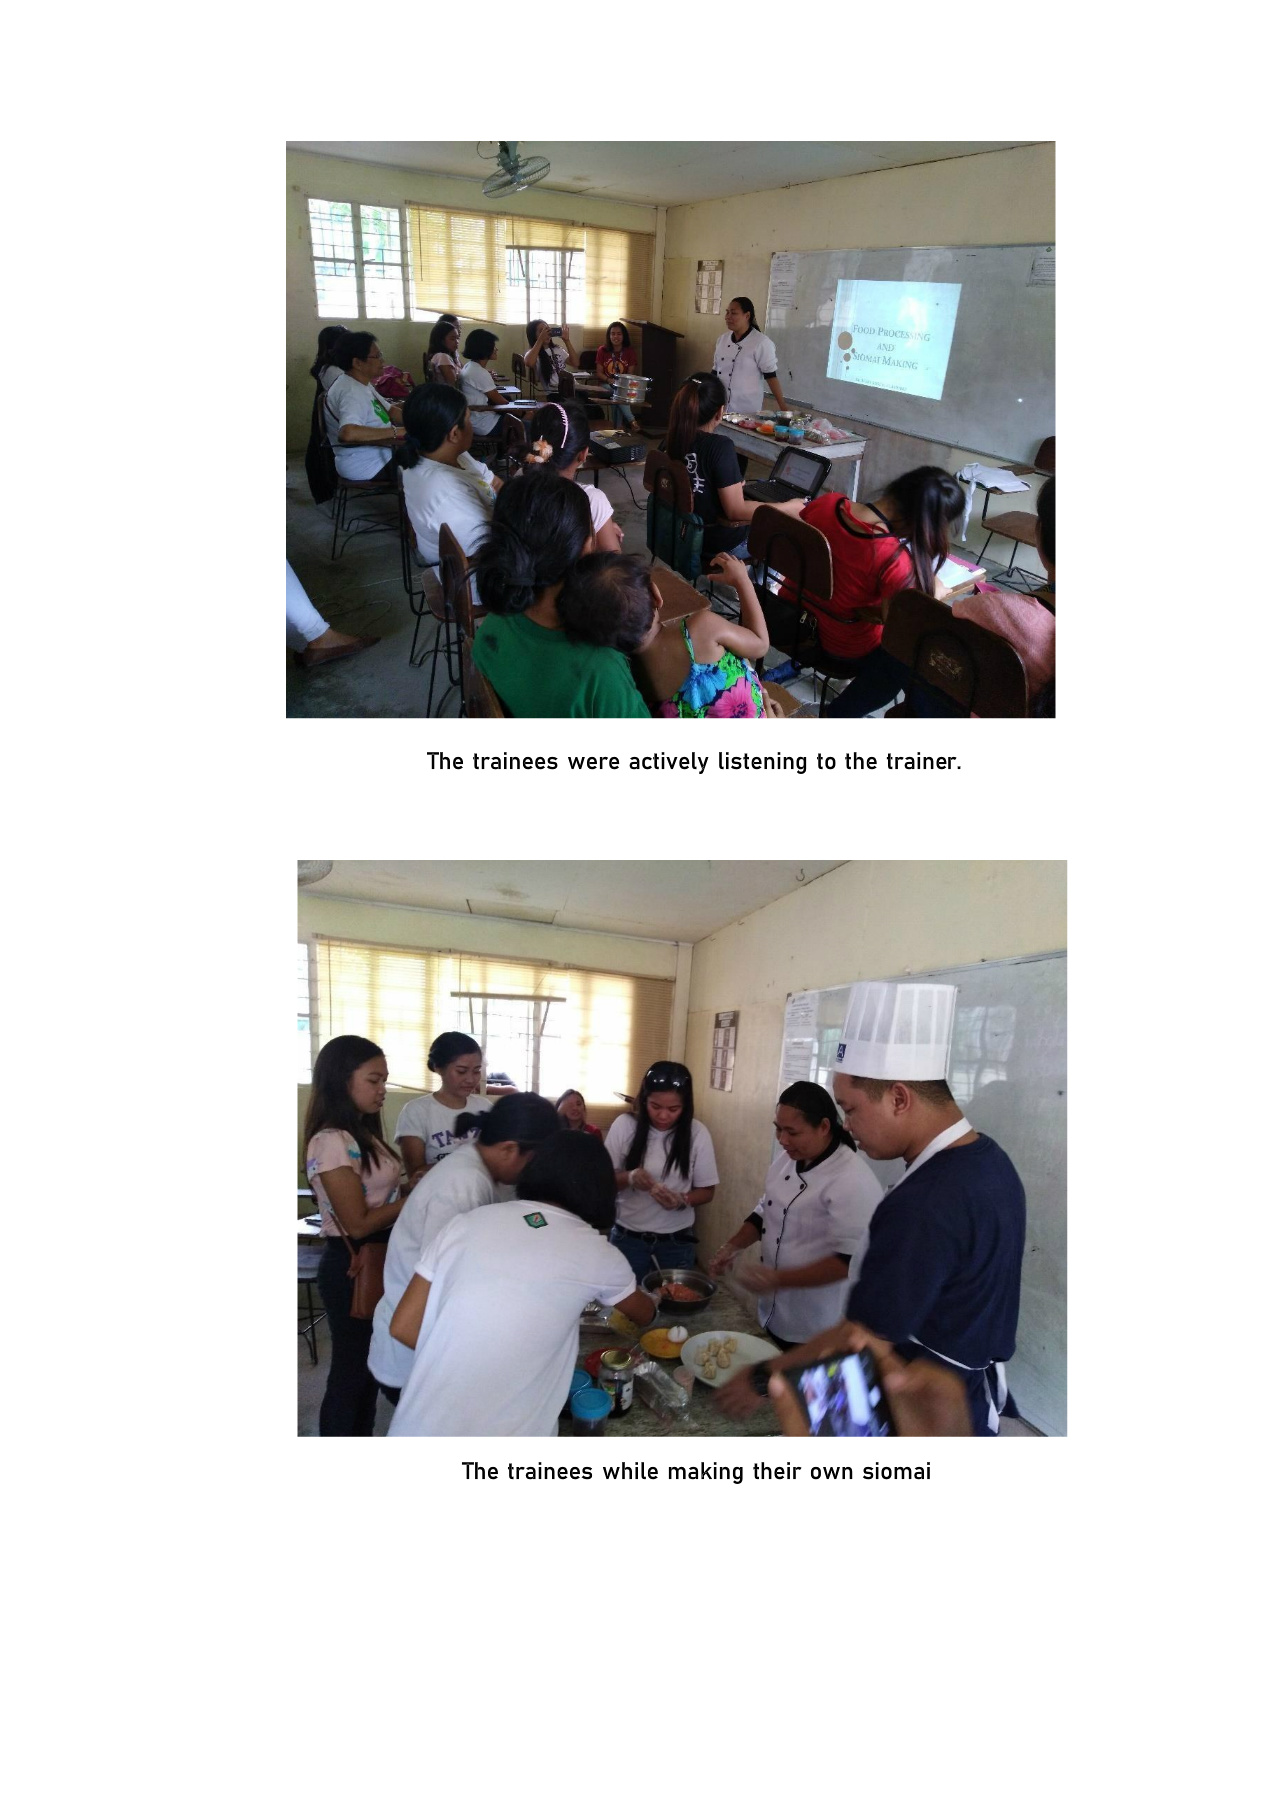 FOOD PROCESSING
AND
SIOMAI MAKING
The trainees were actively listening to the trainer.
The trainees while making their own siomai